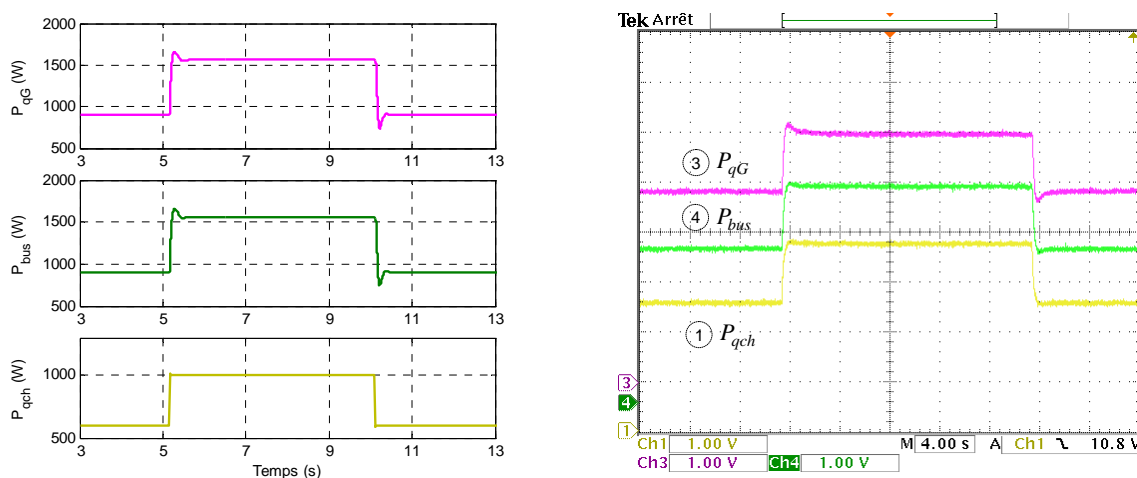 2000
1500
1000
500
P_qG (W)
3 5 7 9 11 13
2000
1500
1000
500
P_bus (W)
3 5 7 9 11 13
1000
500
P_qch (W)
3 5 7 9 11 13
Temps (s)
Tek Arrêt
3 P_qG
4 P_bus
1 P_qch
3
4
1
Ch1 1.00 V M 4.00 s A Ch1 10.8 V
Ch3 1.00 V Ch4 1.00 V